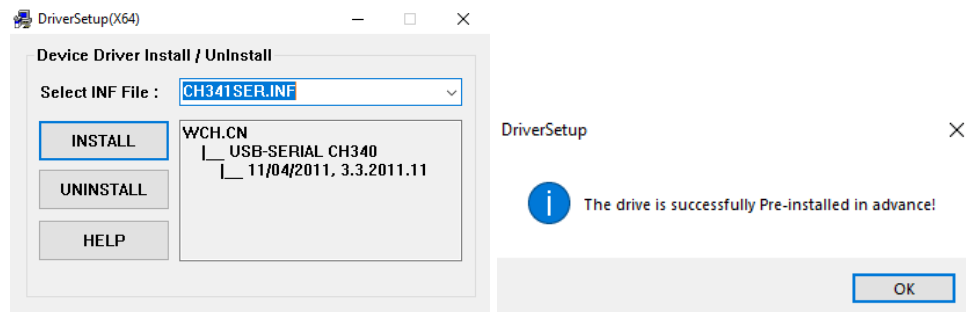 DriverSetup(X64)
Device Driver Install / UnInstall
Select INF File :
CH341SER.INF
INSTALL
UNINSTALL
HELP
WCH.CN
|__ USB-SERIAL CH340
|__ 11/04/2011, 3.3.2011.11
DriverSetup
The drive is successfully Pre-installed in advance!
OK